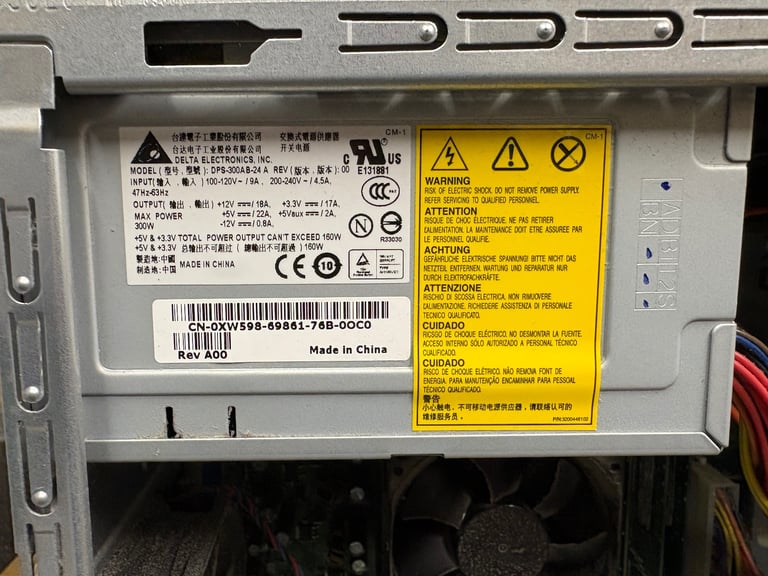 台達電子工業股份有限公司 交換式電源供應器
台达电子工业股份有限公司 开关电源
DELTA ELECTRONICS, INC.
CM-1
MODEL (型号, 型號): DPS-300AB-24 A REV (版本, 版本): 00
INPUT(输入, 輸入): 100-120V~/9A, 200-240V~/4.5A,
47Hz-63Hz
OUTPUT (输出, 輸出): +12V⎓/18A, +3.3V⎓/17A,
MAX POWER +5V⎓/22A, +5Vaux⎓/2A,
300W -12V⎓/0.8A,
+5V & +3.3V TOTAL POWER OUTPUT CAN'T EXCEED 160W
+5V & +3.3V 总输出不可超过 (總輸出不可超過) 160W
製造地: 中國
制造地: 中国 MADE IN CHINA
C RU US
E131881
CCC
N
R33030
CE
10
CN-0XW598-69861-76B-00C0
Rev A00
Made in China
CM-1
WARNING
RISK OF ELECTRIC SHOCK. DO NOT REMOVE POWER SUPPLY.
REFER SERVICING TO QUALIFIED PERSONNEL.
ATTENTION
RISQUE DE CHOC ÉLECTRIQUE. NE PAS RETIRER
L'ALIMENTATION. LA MAINTENANCE DOIT ETRE ASSUREE PAR
LE PERSONNEL QUALIFIE.
ACHTUNG
GEFÄHRLICHE ELEKTRISCHE SPANNUNG! BITTE NICHT DAS
NETZTEIL ENTFERNEN. WARTUNG UND REPARATUR NUR
DURCH ELEKTROFACHKRÄFTE.
ATTENZIONE
RISCHIO DI SCOSSA ELETTRICA. NON RIMUOVERE
L'ALIMENTAZIONE. RICHIEDERE ASSISTENZA DI PERSONALE
TECNICO QUALIFICATO.
CUIDADO
RICSGO DE CHOQUE ELÉCTRICO; NO DESMONTAR LA FUENTE.
ACCESO INTERNO SÓLO AUTORIZADO A PERSONAL TÉCNICO
CUALIFICADO.
CUIDADO
RISCO DE CHOQUE ELÉTRICO. NÃO REMOVA FONT DE
ENERGIA. PARA MANUTENÇÃO ENCAMINHAR PARA PESSOAL
TÉCNICO QUALIFICADO.
警告
小心触电, 不可移动电源供应器, 请联络认可的
维修服务员.
P/N:3200446102